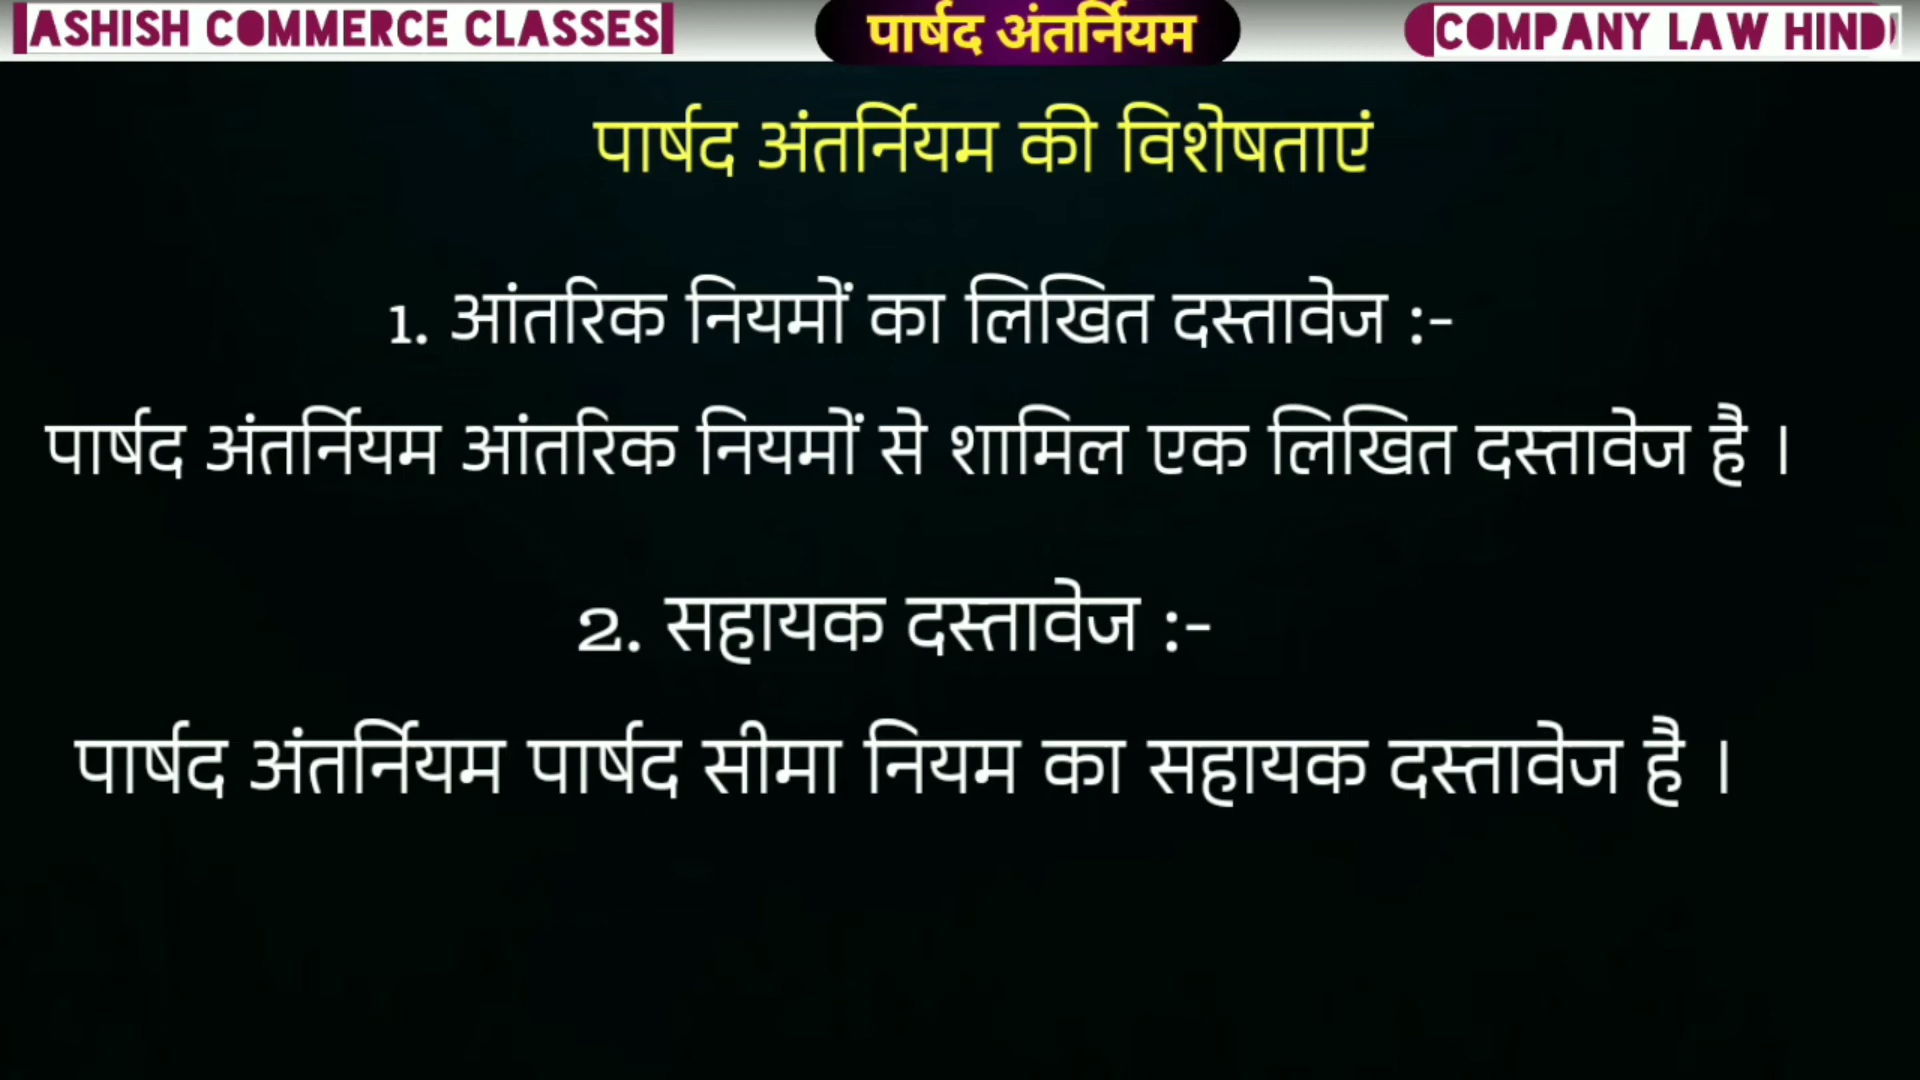 ASHISH COMMERCE CLASSES
पार्षद अंतर्नियम
COMPANY LAW HINDI
पार्षद अंतर्नियम की विशेषताएं
1. आंतरिक नियमों का लिखित दस्तावेज :-
पार्षद अंतर्नियम आंतरिक नियमों से शामिल एक लिखित दस्तावेज है ।
2. सहायक दस्तावेज :-
पार्षद अंतर्नियम पार्षद सीमा नियम का सहायक दस्तावेज है ।